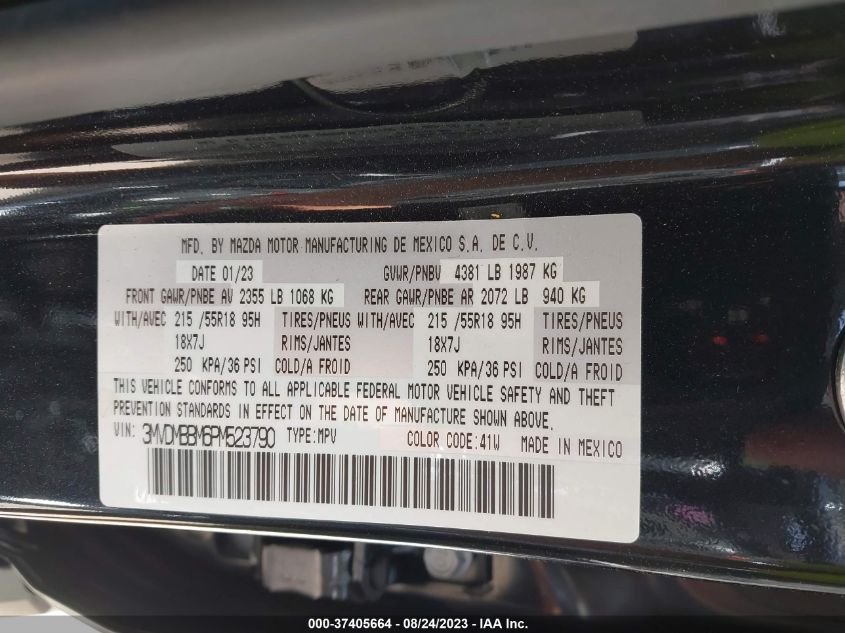 MFD. BY MAZDA MOTOR MANUFACTURING DE MEXICO S.A. DE C.V.
DATE 01/23 GVWR/PNBV 4381 LB 1987 KG
FRONT GAWR/PNBE AV 2355 LB 1068 KG REAR GAWR/PNBE AR 2072 LB 940 KG
WITH/AVEC 215 /55R18 95H TIRES/PNEUS WITH/AVEC 215 /55R18 95H TIRES/PNEUS
18X7J RIMS/JANTES 18X7J RIMS/JANTES
250 KPA/36 PSI COLD/A FROID 250 KPA/36 PSI COLD/A FROID
THIS VEHICLE CONFORMS TO ALL APPLICABLE FEDERAL MOTOR VEHICLE SAFETY AND THEFT
PREVENTION STANDARDS IN EFFECT ON THE DATE OF MANUFACTURE SHOWN ABOVE.
VIN: 3MVDMBBM6PM523790 TYPE:MPV COLOR CODE:41W MADE IN MEXICO
000-37405664 - 08/24/2023 - IAA Inc.